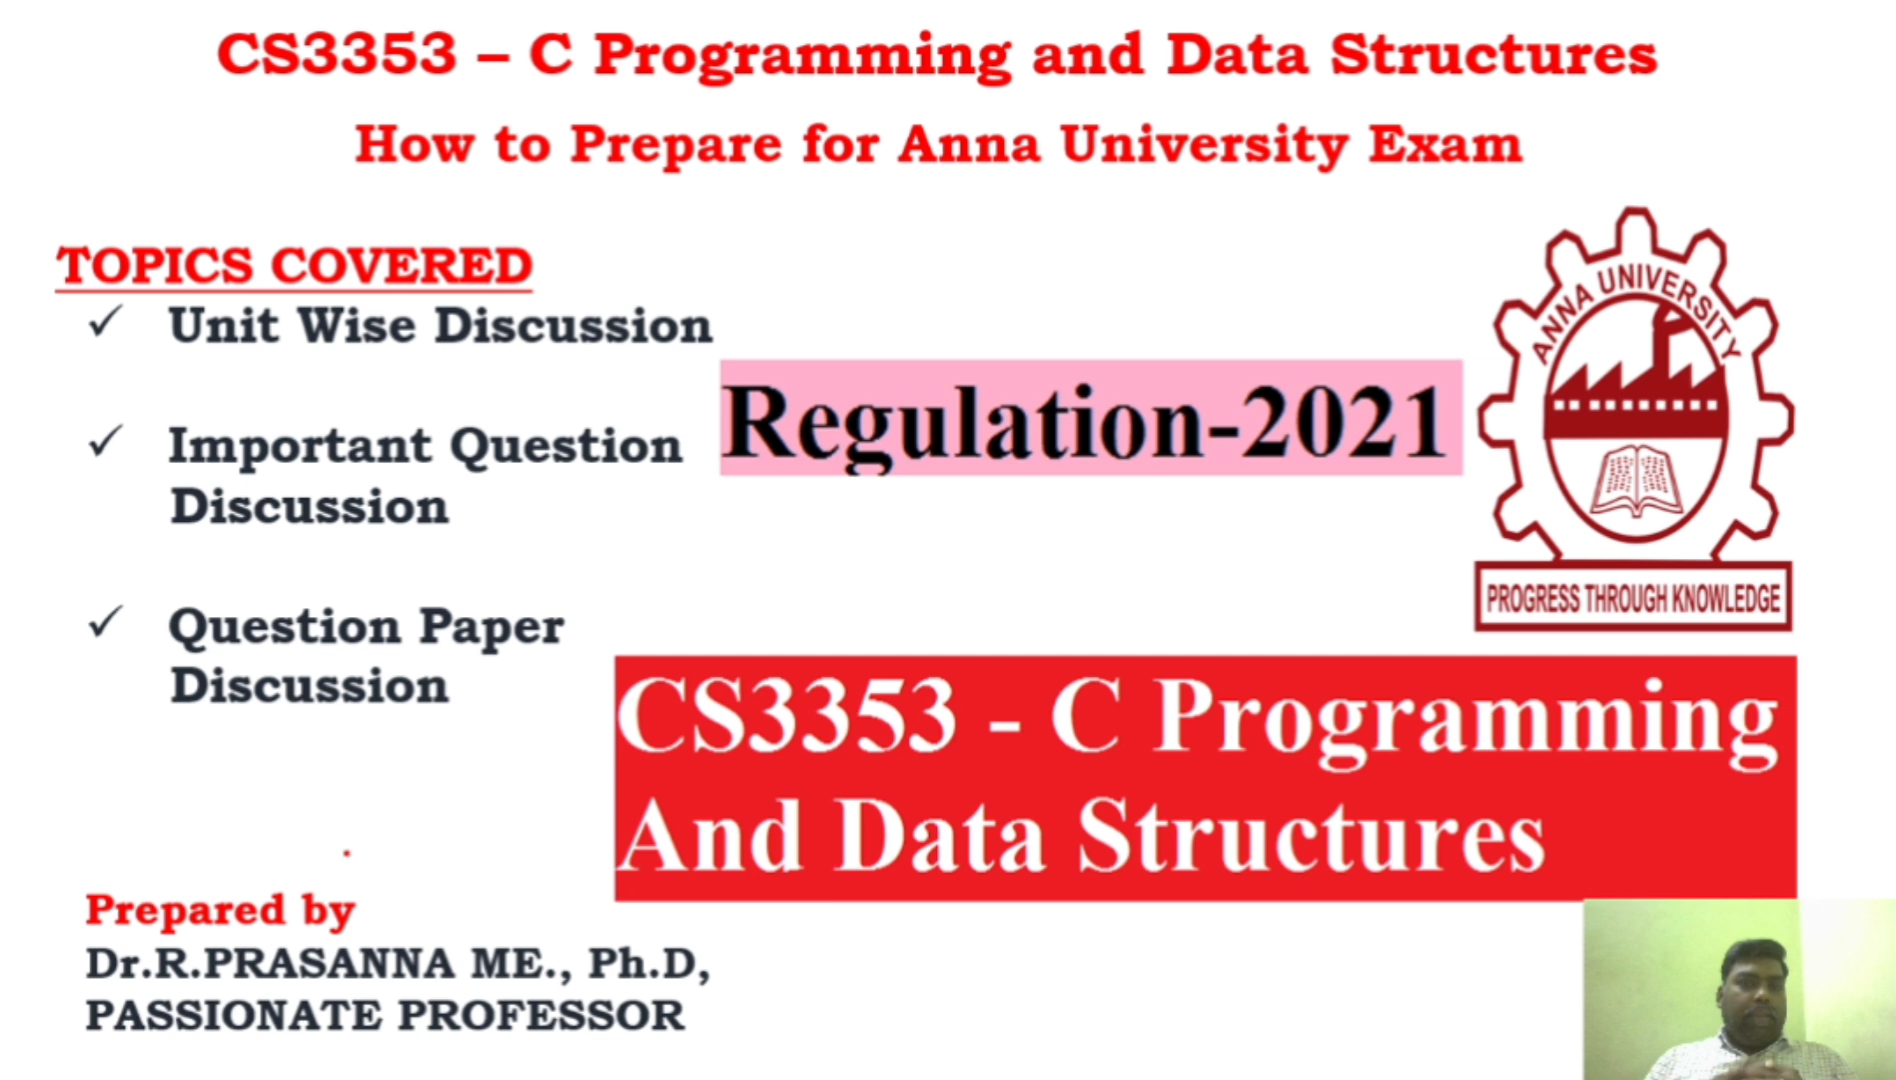 CS3353 – C Programming and Data Structures
How to Prepare for Anna University Exam
TOPICS COVERED
✓ Unit Wise Discussion
✓ Important Question
Discussion
✓ Question Paper
Discussion
Regulation-2021
ANNA UNIVERSITY
PROGRESS THROUGH KNOWLEDGE
CS3353 - C Programming
And Data Structures
Prepared by
Dr.R.PRASANNA ME., Ph.D,
PASSIONATE PROFESSOR